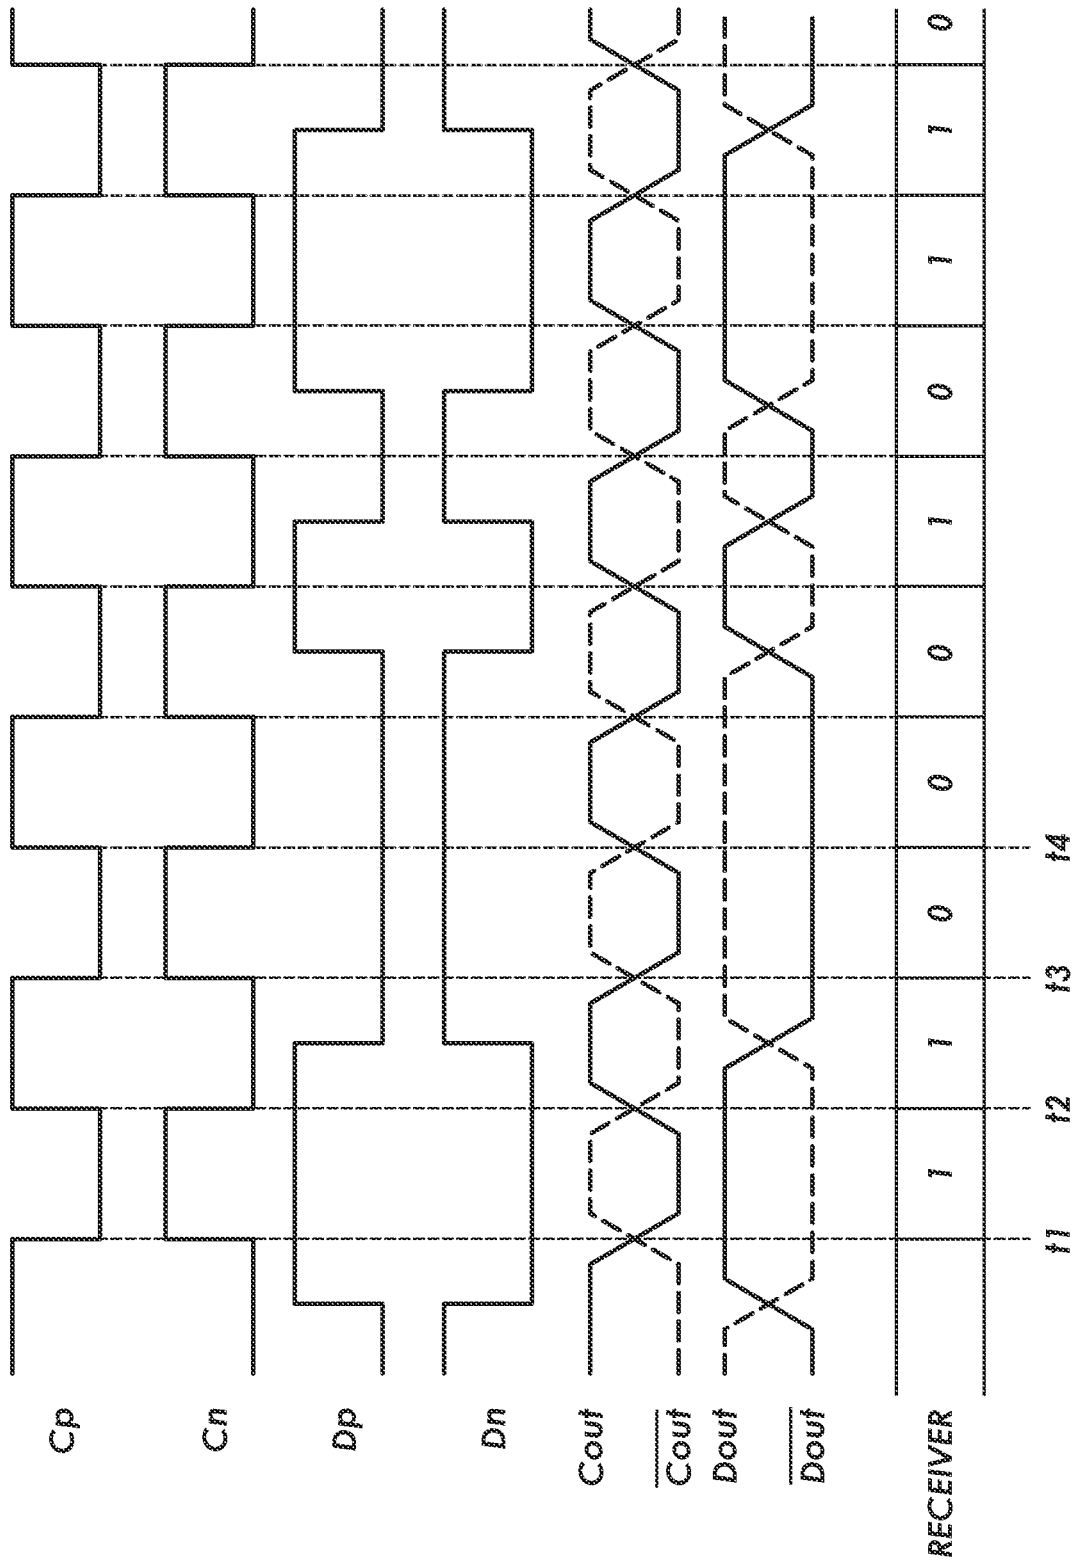 Cp
Cn
Dp
Dn
Cout
Cout
Dout
Dout
RECEIVER 1 1 0 0 0 1 0 1 1 0
t1 t2 t3 t4